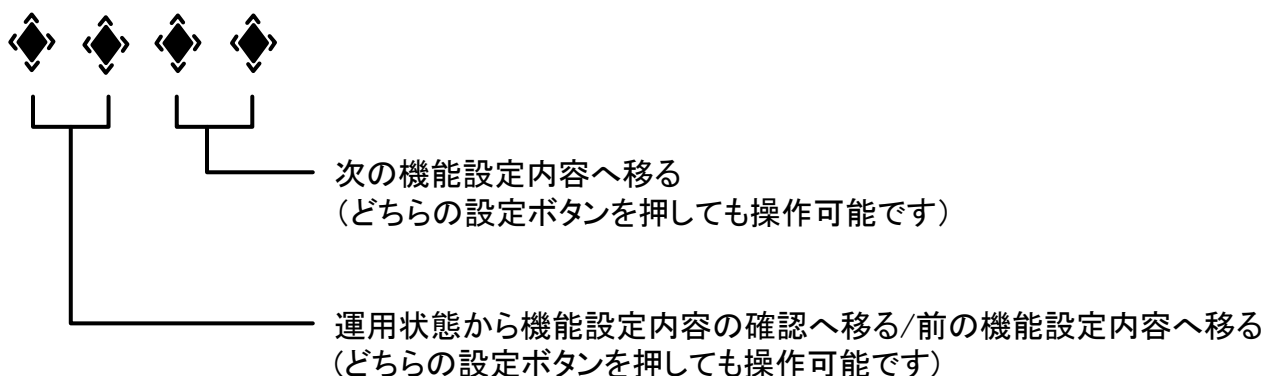 次の機能設定内容へ移る
（どちらの設定ボタンを押しても操作可能です）
運用状態から機能設定内容の確認へ移る/前の機能設定内容へ移る
（どちらの設定ボタンを押しても操作可能です）